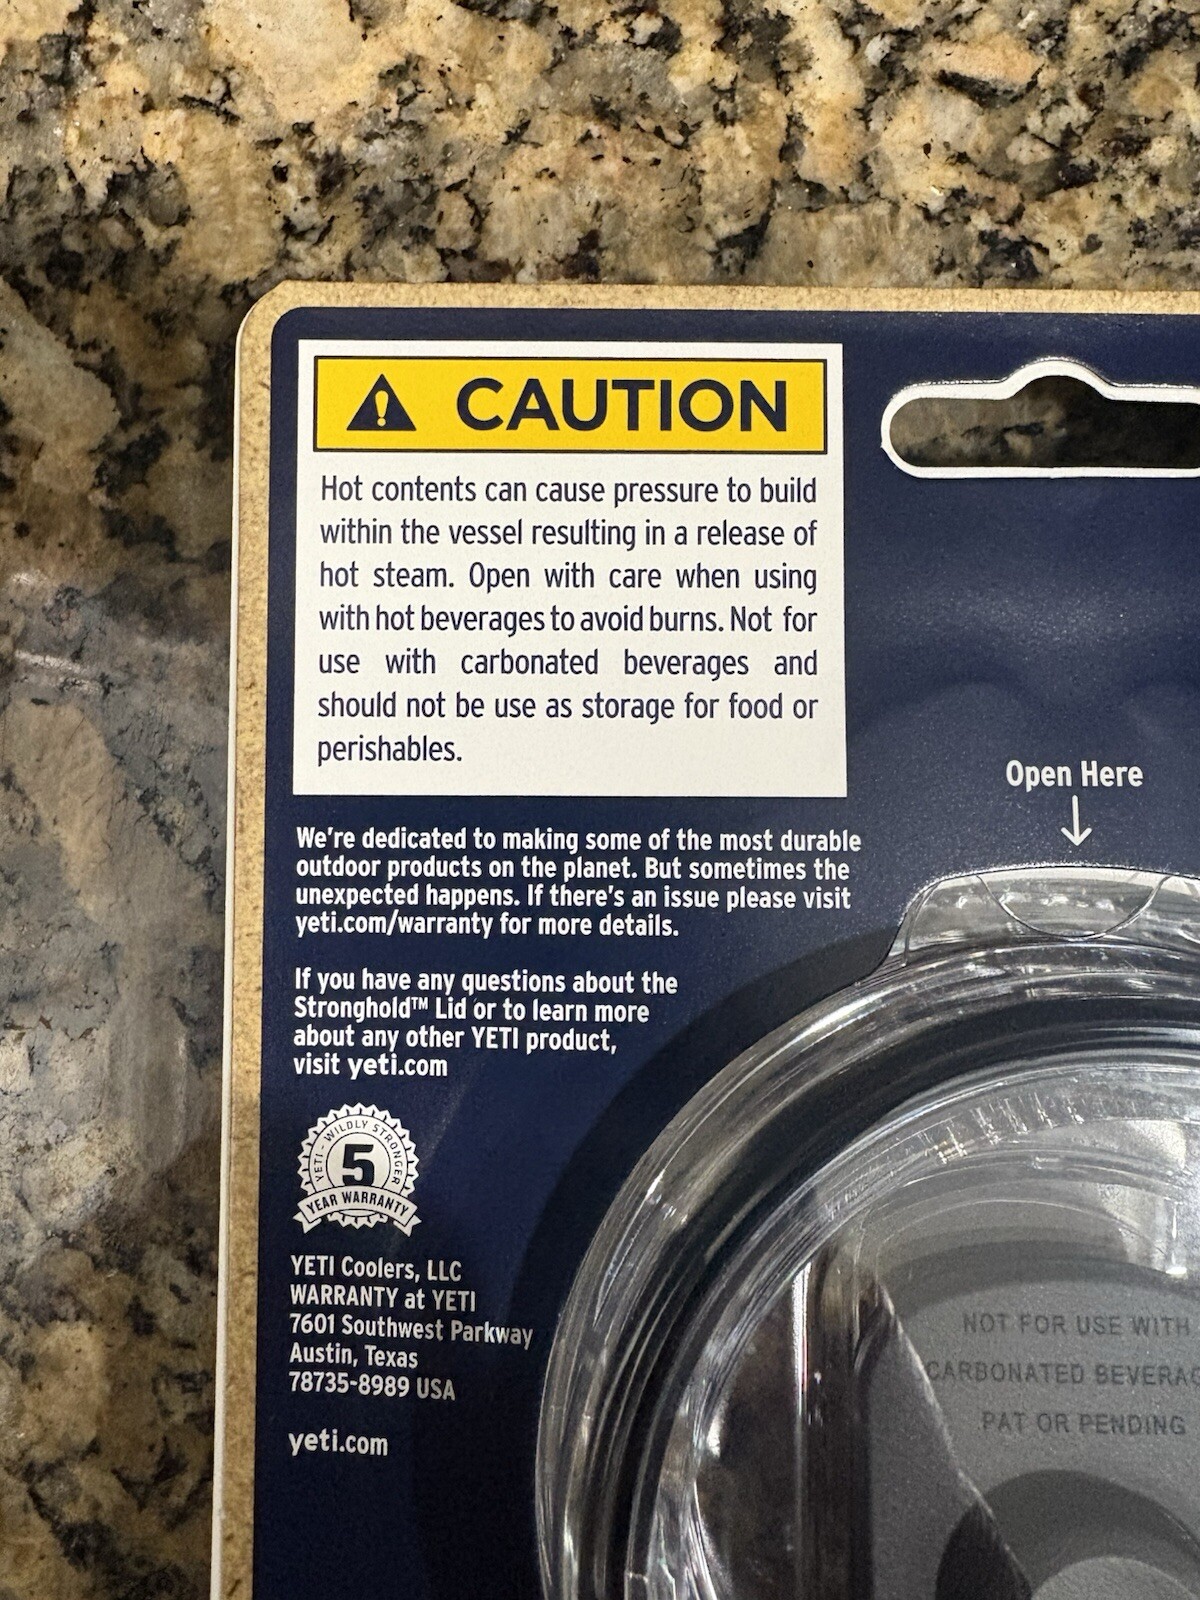 CAUTION
Hot contents can cause pressure to build
within the vessel resulting in a release of
hot steam. Open with care when using
with hot beverages to avoid burns. Not for
use with carbonated beverages and
should not be use as storage for food or
perishables.
Open Here
We're dedicated to making some of the most durable
outdoor products on the planet. But sometimes the
unexpected happens. If there's an issue please visit
yeti.com/warranty for more details.
If you have any questions about the
Stronghold™ Lid or to learn more
about any other YETI product,
visit yeti.com
YETI - WILDLY STRONGER
5
YEAR WARRANTY
YETI Coolers, LLC
WARRANTY at YETI
7601 Southwest Parkway
Austin, Texas
78735-8989 USA
yeti.com
NOT FOR USE WITH
CARBONATED
PAT OR PENDING